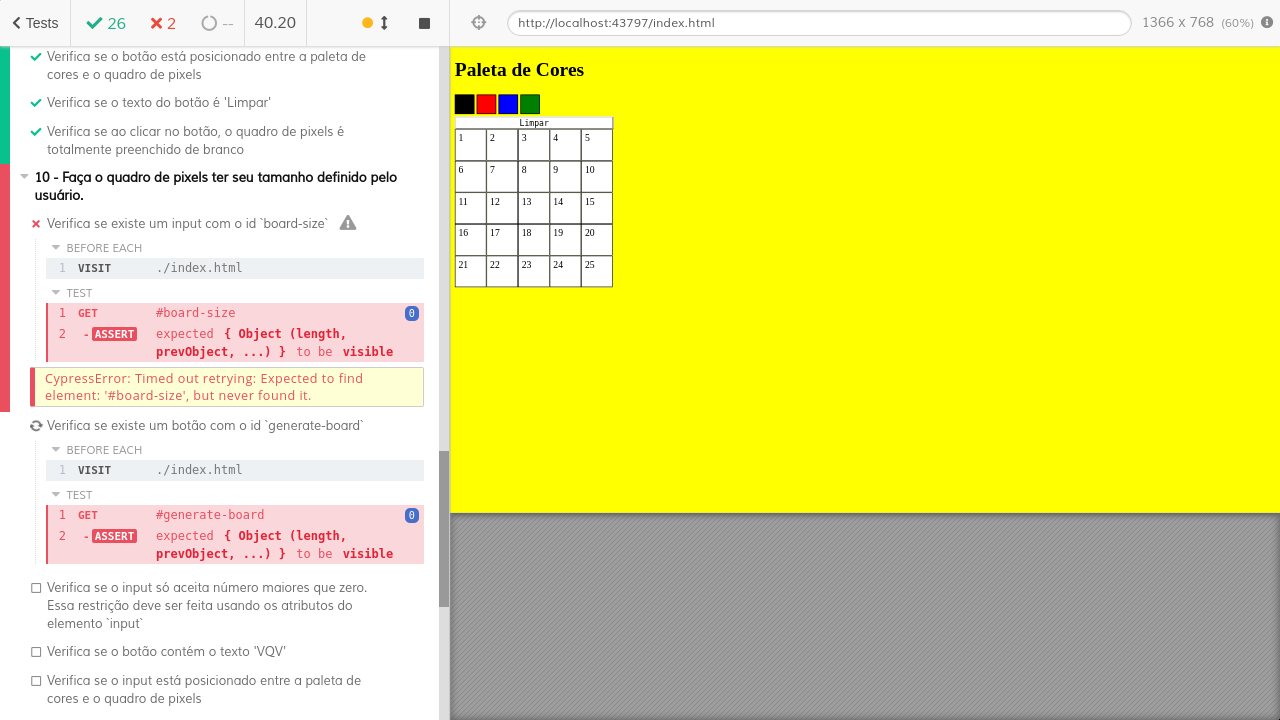 Tests 26 2 -- 40.20
http://localhost:43797/index.html 1366 x 768 (60%)
Verifica se o botão está posicionado entre a paleta de
cores e o quadro de pixels
Verifica se o texto do botão é 'Limpar'
Verifica se ao clicar no botão, o quadro de pixels é
totalmente preenchido de branco
10 - Faça o quadro de pixels ter seu tamanho definido pelo
usuário.
Verifica se existe um input com o id `board-size`
BEFORE EACH
1 VISIT ./index.html
TEST
1 GET #board-size 0
2 -ASSERT expected { Object (length,
prevObject, ...) } to be visible
CypressError: Timed out retrying: Expected to find
element: '#board-size', but never found it.
Verifica se existe um botão com o id `generate-board`
BEFORE EACH
1 VISIT ./index.html
TEST
1 GET #generate-board 0
2 -ASSERT expected { Object (length,
prevObject, ...) } to be visible
Verifica se o input só aceita número maiores que zero.
Essa restrição deve ser feita usando os atributos do
elemento `input`
Verifica se o botão contém o texto 'VQV'
Verifica se o input está posicionado entre a paleta de
cores e o quadro de pixels
Paleta de Cores
Limpar
1 2 3 4 5
6 7 8 9 10
11 12 13 14 15
16 17 18 19 20
21 22 23 24 25